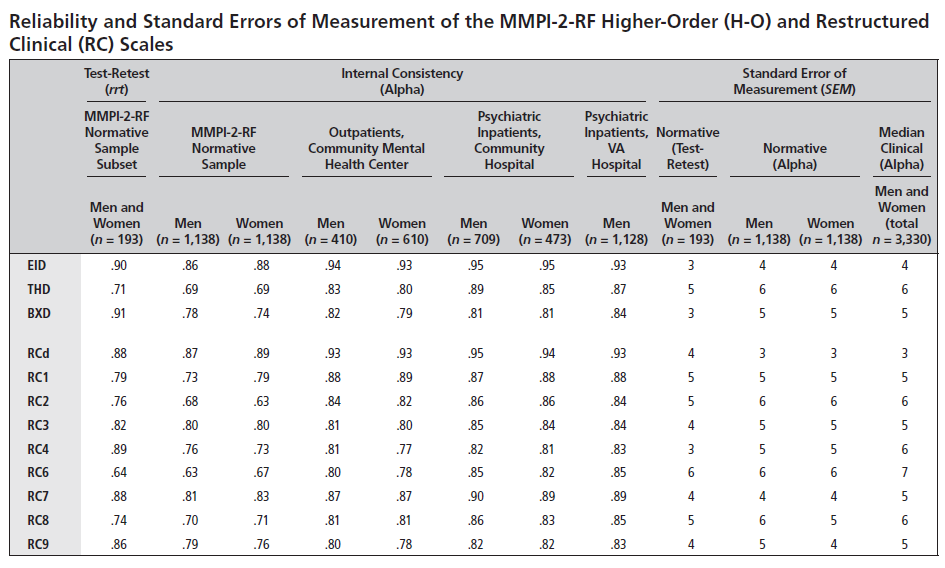 Reliability and Standard Errors of Measurement of the MMPI-2-RF Higher-Order (H-O) and Restructured
Clinical (RC) Scales
Test-Retest Internal Consistency Standard Error of
(rrt) (Alpha) Measurement (SEM)
MMPI-2-RF Psychiatric Psychiatric
Normative MMPI-2-RF Outpatients, Inpatients, Inpatients, Normative Median
Sample Normative Community Mental Community VA (Test- Normative Clinical
Subset Sample Health Center Hospital Hospital Retest) (Alpha) (Alpha)
Men and
Men and Men and Women
Women Men Women Men Women Men Women Men Women Men Women (total
(n = 193) (n = 1,138) (n = 1,138) (n = 410) (n = 610) (n = 709) (n = 473) (n = 1,128) (n = 193) (n = 1,138) (n = 1,138) n = 3,330)
EID .90 .86 .88 .94 .93 .95 .95 .93 3 4 4 4
THD .71 .69 .69 .83 .80 .89 .85 .87 5 6 6 6
BXD .91 .78 .74 .82 .79 .81 .81 .84 3 5 5 5
RCd .88 .87 .89 .93 .93 .95 .94 .93 4 3 3 3
RC1 .79 .73 .79 .88 .89 .87 .88 .88 5 5 5 5
RC2 .76 .68 .63 .84 .82 .86 .86 .84 5 6 6 6
RC3 .82 .80 .80 .81 .80 .85 .84 .84 4 5 5 5
RC4 .89 .76 .73 .81 .77 .82 .81 .83 3 5 5 6
RC6 .64 .63 .67 .80 .78 .85 .82 .85 6 6 6 7
RC7 .88 .81 .83 .87 .87 .90 .89 .89 4 4 4 5
RC8 .74 .70 .71 .81 .81 .86 .83 .85 5 6 5 6
RC9 .86 .79 .76 .80 .78 .82 .82 .83 4 5 4 5